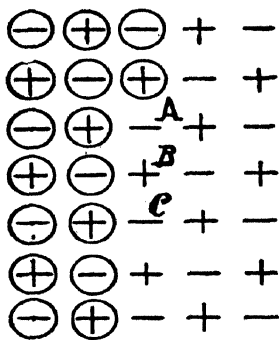 ⊖ ⊕ ⊖ + −
⊕ ⊖ ⊕ − +
⊖ ⊕ − A + −
⊕ ⊖ + B − +
⊖ ⊕ − C + −
⊕ ⊖ + − +
⊖ ⊕ − + −